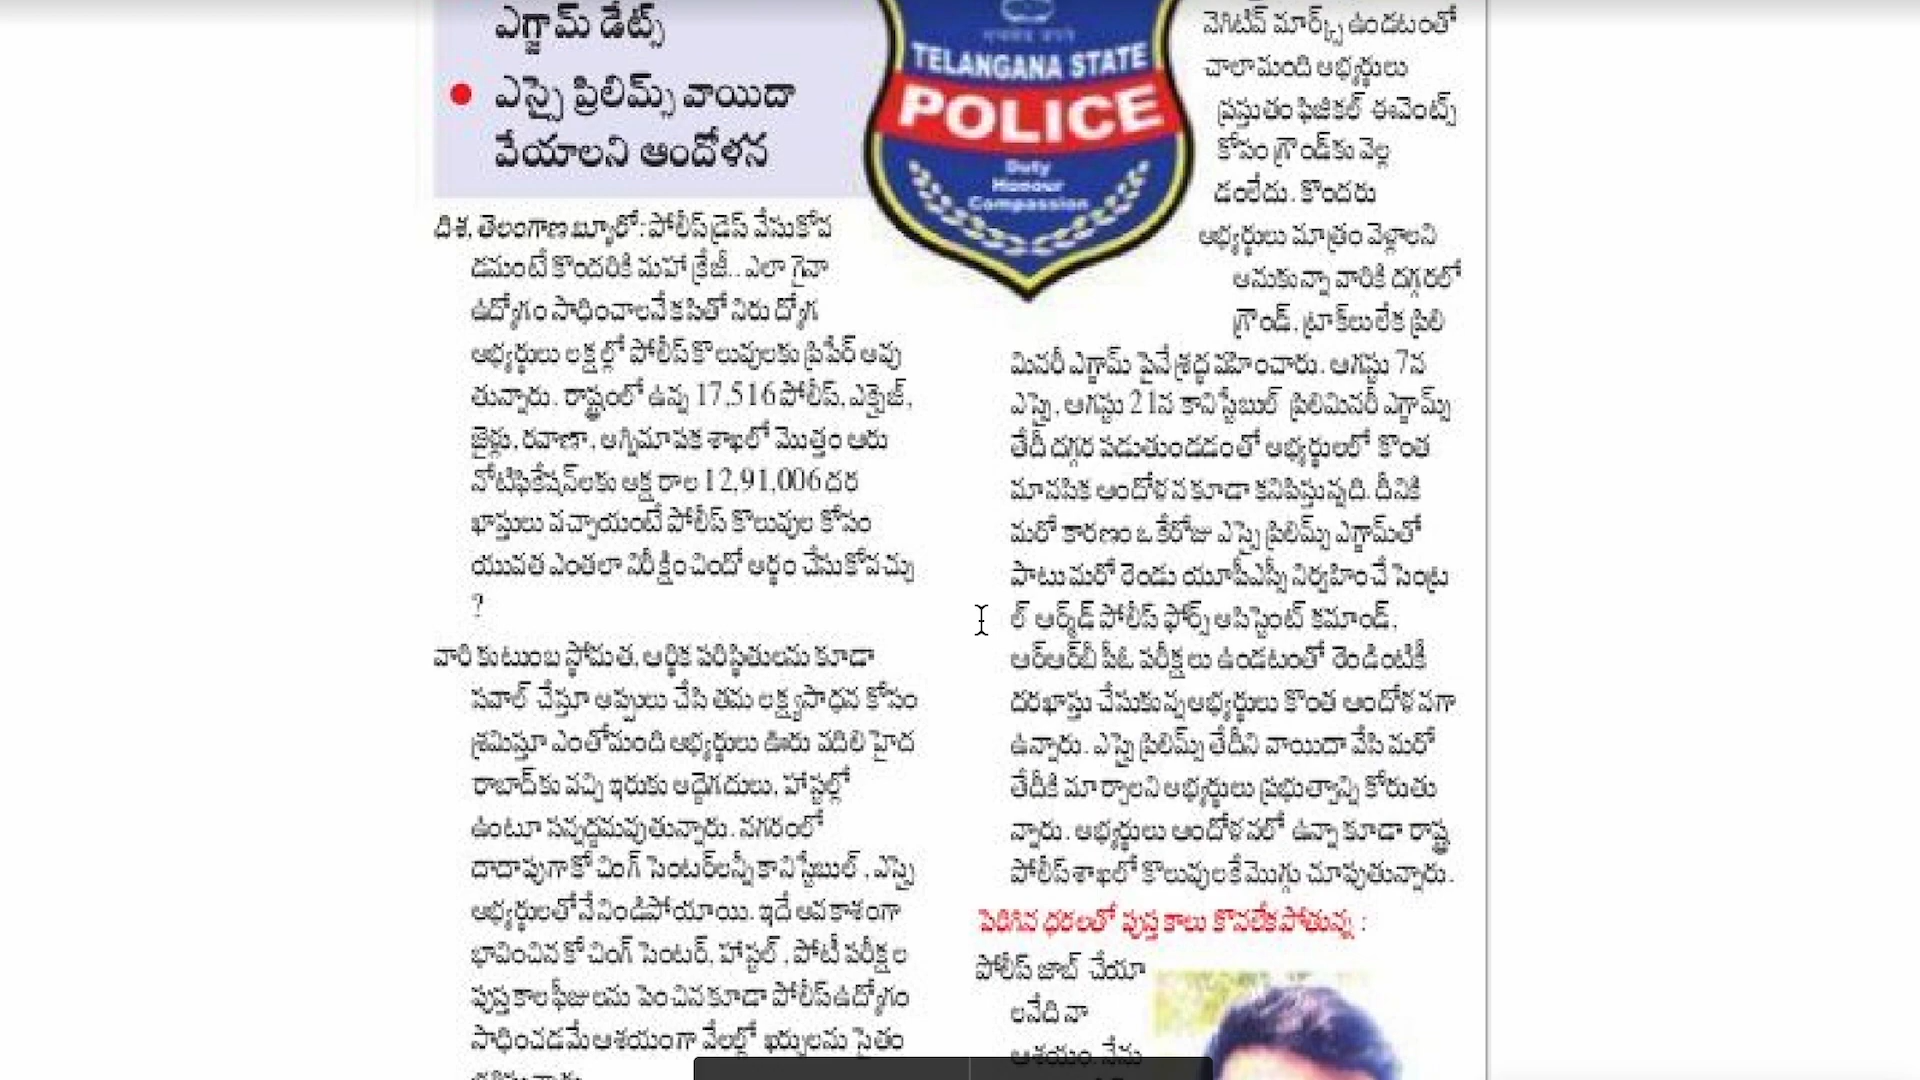 ఎగ్జామ్ డేట్స్
ఎస్సై ప్రిలిమ్స్ వాయిదా
వేయాలని ఆందోళన
దిశ, తెలంగాణ బ్యూరో: పోలీస్ డ్రెస్ వేసుకోవ
డమంటే కొందరికి మహా క్రేజీ.. ఎలా గైనా
ఉద్యోగం సాధించాలనే కసితో నిరు ద్యోగ
అభ్యర్థులు లక్షల్లో పోలీస్ కొలువులకు ప్రిపేర్ అవు
తున్నారు. రాష్ట్రంలో ఉన్న 17,516 పోలీస్, ఎక్సైజ్,
జైళ్లు, రవాణా, అగ్నిమాపక శాఖలో మొత్తం ఆరు
నోటిఫికేషన్‌లకు అక్ష రాల 12,91,006 దర
ఖాస్తులు వచ్చాయంటే పోలీస్ కొలువుల కోసం
యువత ఎంతలా నిరీక్షించిందో అర్థం చేసుకోవచ్చు
?
వారి కుటుంబ స్థోమత, ఆర్థిక పరిస్థితులను కూడా
సవాల్ చేస్తూ అప్పులు చేసి తమ లక్ష్యసాధన కోసం
శ్రమిస్తూ ఎంతోమంది అభ్యర్థులు ఊరు వదిలి హైద
రాబాద్‌కు వచ్చి ఇరుకు అద్దెగదులు, హాస్టల్లో
ఉంటూ సన్నద్ధమవుతున్నారు. నగరంలో
దాదాపుగా కో చింగ్ సెంటర్‌లన్నీ కానిస్టేబుల్ , ఎస్సై
అభ్యర్థులతోనే నిండిపోయాయి. ఇదే అవకాశంగా
భావించిన కో చింగ్ సెంటర్, హాస్టల్ , పోటీ పరీక్షల
పుస్తకాల ఫీజులను పెంచిన కూడా పోలీస్ ఉద్యోగం
సాధించడమే ఆశయంగా వేలల్లో ఖర్చులను సైతం
TELANGANA STATE
POLICE
Duty
Honour
Compassion
నెగిటివ్ మార్క్స్ ఉండటంతో
చాలామంది అభ్యర్థులు
ప్రస్తుతం ఫిజికల్ ఈవెంట్స్
కోసం గ్రౌండ్‌కు వెల్ల
డంలేదు. కొందరు
అభ్యర్థులు మాత్రం వెళ్లాలని
అనుకున్నా వారికి దగ్గరలో
గ్రౌండ్, ట్రాక్‌లు లేక ప్రిలి
మినరీ ఎగ్జామ్ పైనే శ్రద్ధ వహించారు. ఆగస్టు 7న
ఎస్సై, ఆగస్టు 21న కానిస్టేబుల్ ప్రిలిమినరీ ఎగ్జామ్స్
తేదీ దగ్గర పడుతుండడంతో అభ్యర్థులలో కొంత
మానసిక ఆందోళన కూడా కనిపిస్తున్నది. దీనికి
మరో కారణం ఒకేరోజు ఎస్సై ప్రిలిమ్స్ ఎగ్జామ్‌తో
పాటు మరో రెండు యూపీఎస్సీ నిర్వహించే సెంట్ర
ల్ ఆర్మ్‌డ్ పోలీస్ ఫోర్స్ అసిస్టెంట్ కమాండ్,
ఆర్ఆర్‌బీ పీఓ పరీక్షలు ఉండటంతో రెండింటికీ
దరఖాస్తు చేసుకున్న అభ్యర్థులు కొంత ఆందోళనగా
ఉన్నారు. ఎస్సై ప్రిలిమ్స్ తేదీని వాయిదా వేసి మరో
తేదీకి మార్చాలని అభ్యర్థులు ప్రభుత్వాన్ని కోరుతు
న్నారు. అభ్యర్థులు ఆందోళనలో ఉన్నా కూడా రాష్ట్ర
పోలీస్ శాఖలో కొలువులకే మొగ్గు చూపుతున్నారు.
పెరిగిన ధరలతో పుస్తకాలు కొనలేకపోతున్న :
పోలీస్ జాబ్ చేయా
లనేది నా
ఆశయం. నేను